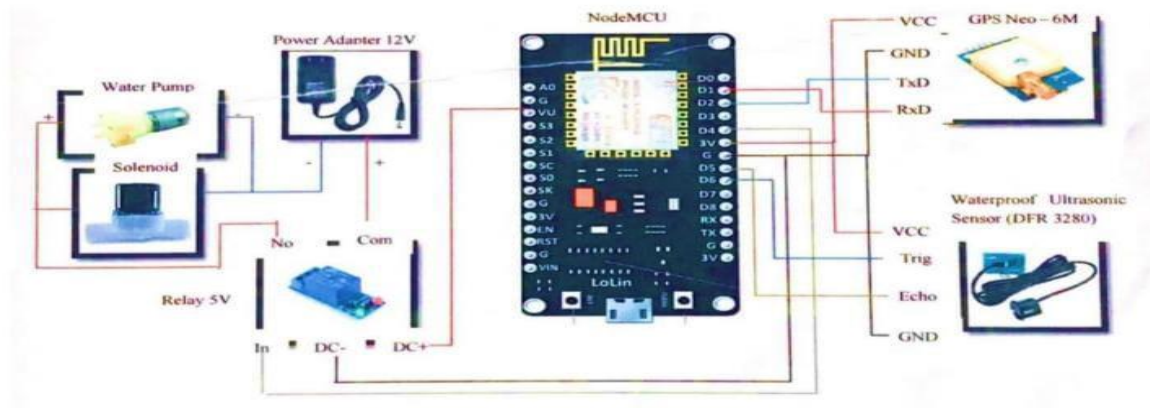 NodeMCU
Power Adapter 12V
Water Pump
+
-
Solenoid
-
+
No
Com
Relay 5V
In
DC-
DC+
A0
G
VU
S3
S2
S1
SC
S0
SK
G
3V
EN
RST
G
VIN
D0
D1
D2
D3
D4
3V
G
D5
D6
D7
D8
RX
TX
G
3V
LoLin
VCC
GPS Neo – 6M
GND
TxD
RxD
Waterproof Ultrasonic
Sensor (DFR 3280)
VCC
Trig
Echo
GND